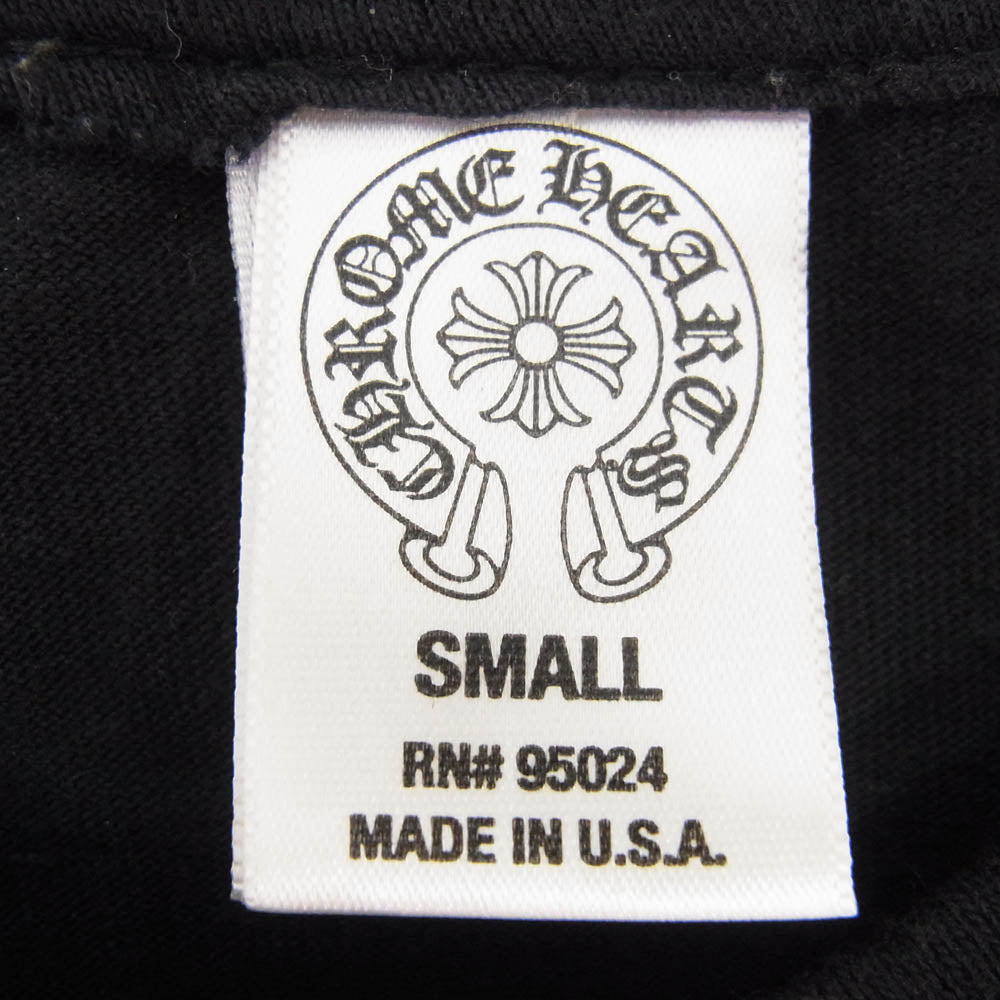 CHROME HEARTS
SMALL
RN# 95024
MADE IN U.S.A.